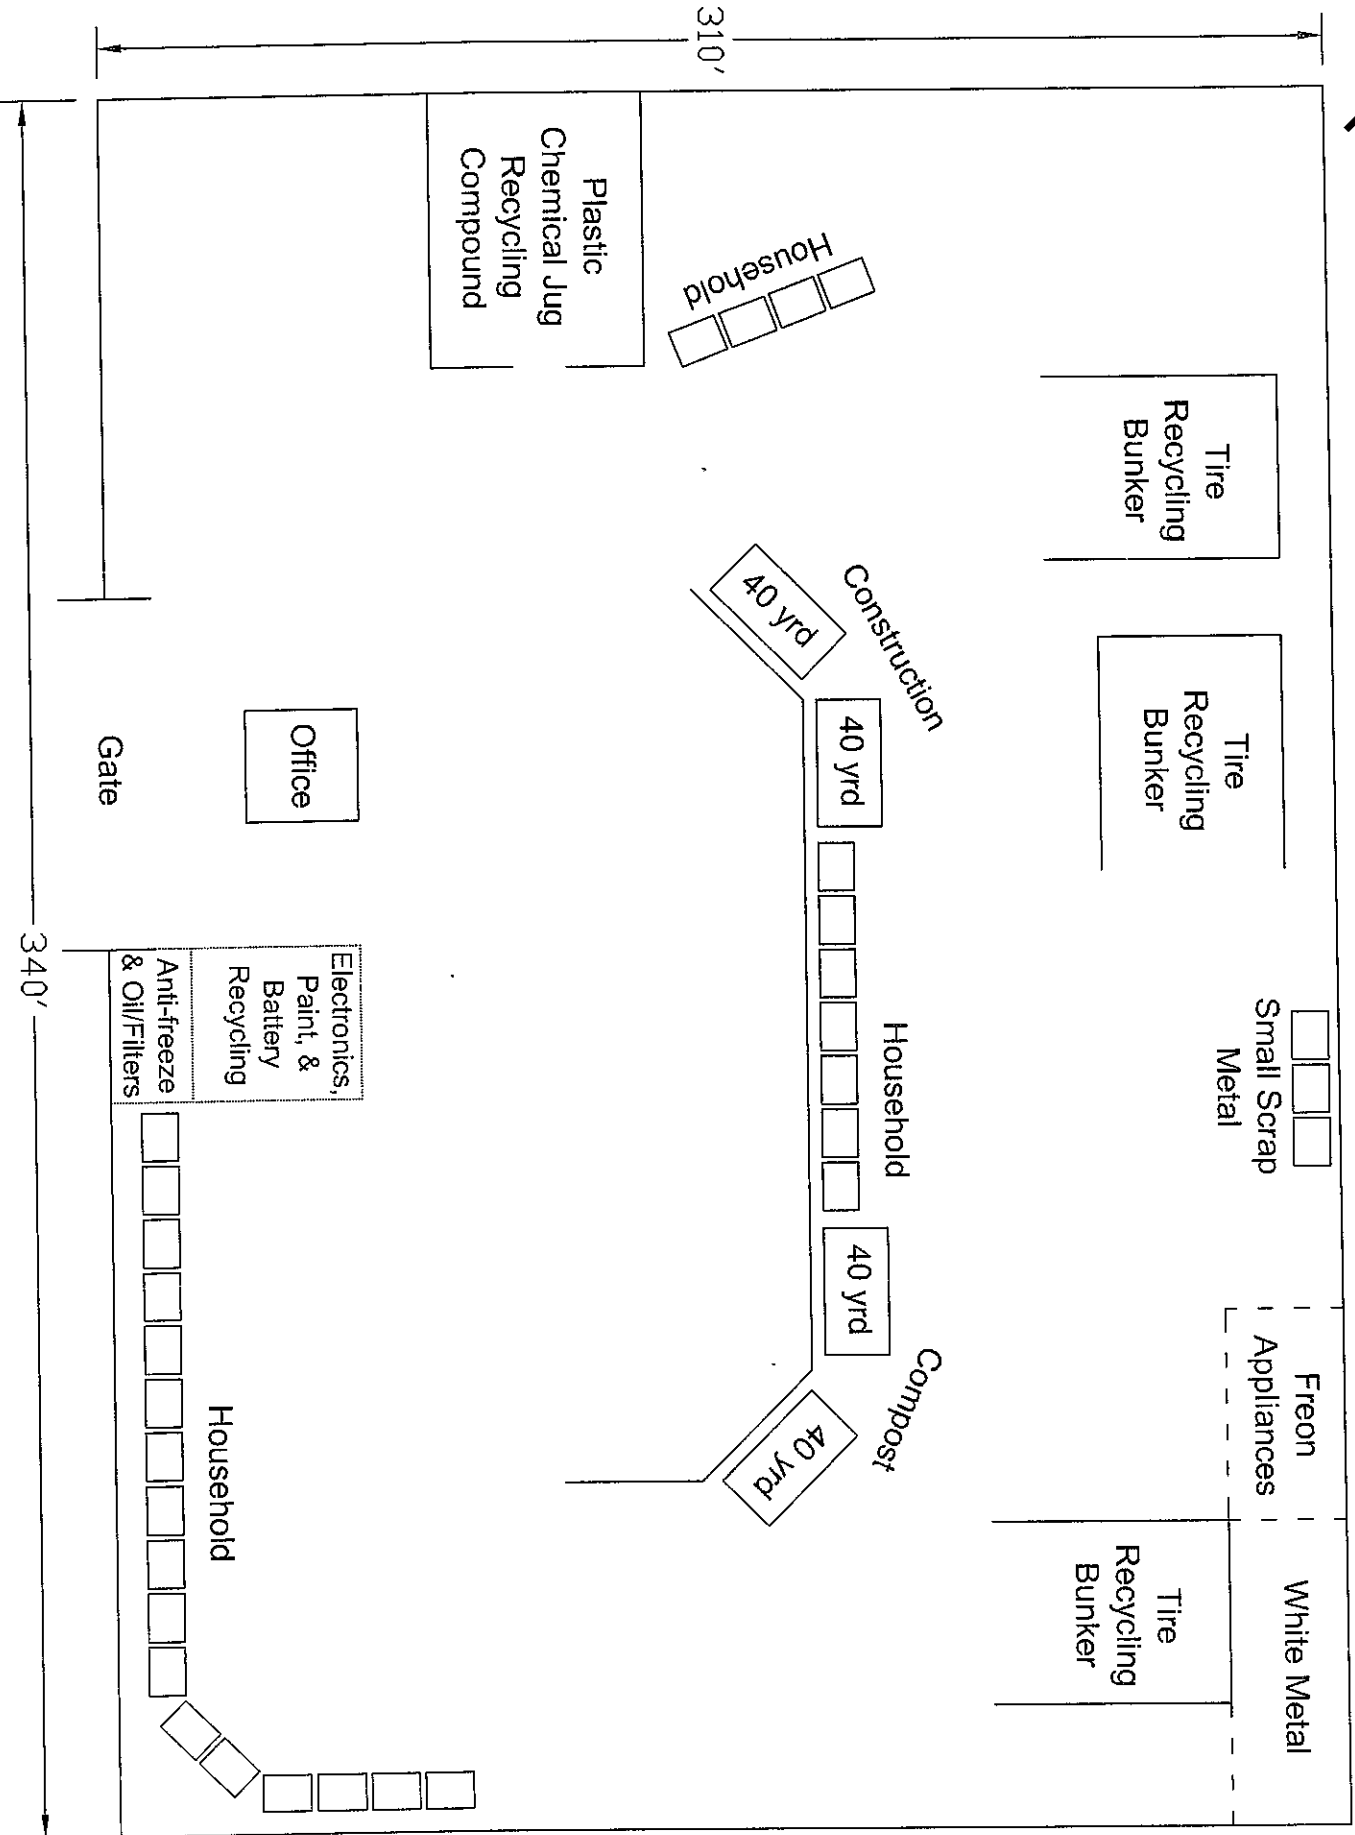 310'
Plastic
Chemical Jug
Recycling
Compound
Household
Tire
Recycling
Bunker
Construction
40 yrd
40 yrd
Tire
Recycling
Bunker
Office
Gate
340'
Electronics,
Paint, &
Battery
Recycling
Anti-freeze
& Oil/Filters
Household
Small Scrap
Metal
40 yrd
Compost
40 yrd
Freon
Appliances
Household
Tire
Recycling
Bunker
White Metal